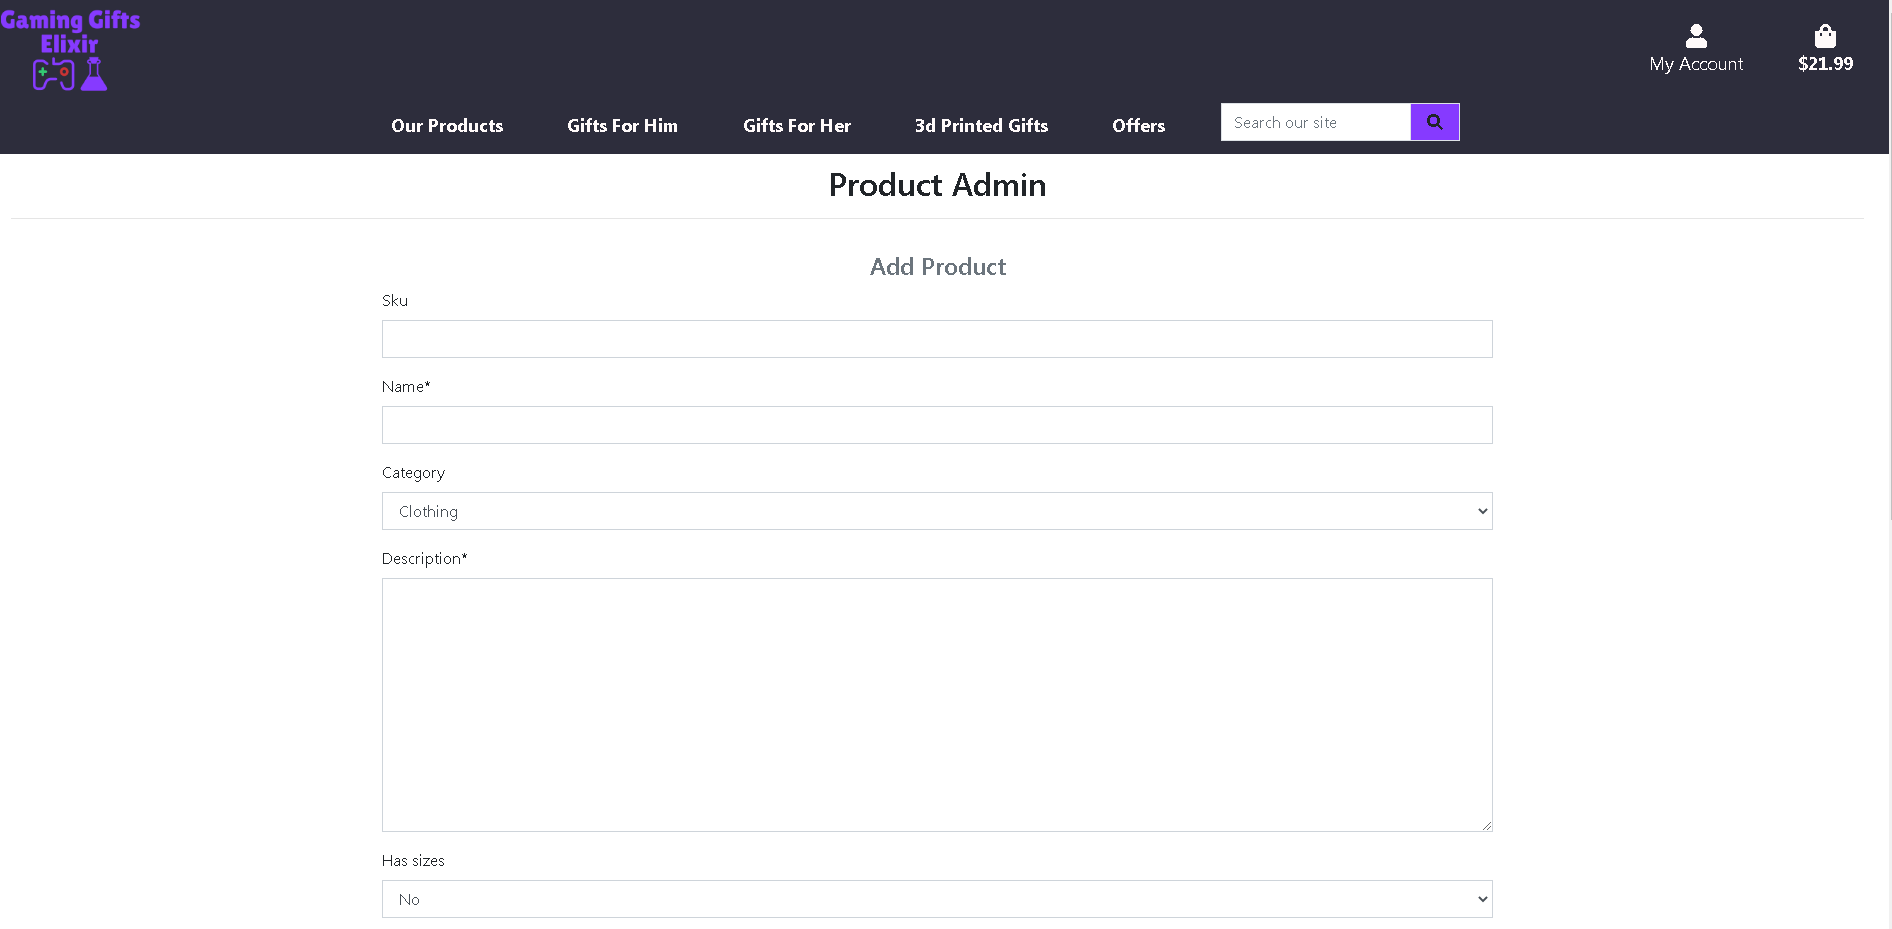 Gaming Gifts
Elixir
My Account
$21.99
Our Products
Gifts For Him
Gifts For Her
3d Printed Gifts
Offers
Search our site
Product Admin
Add Product
Sku
Name*
Category
Clothing
Description*
Has sizes
No